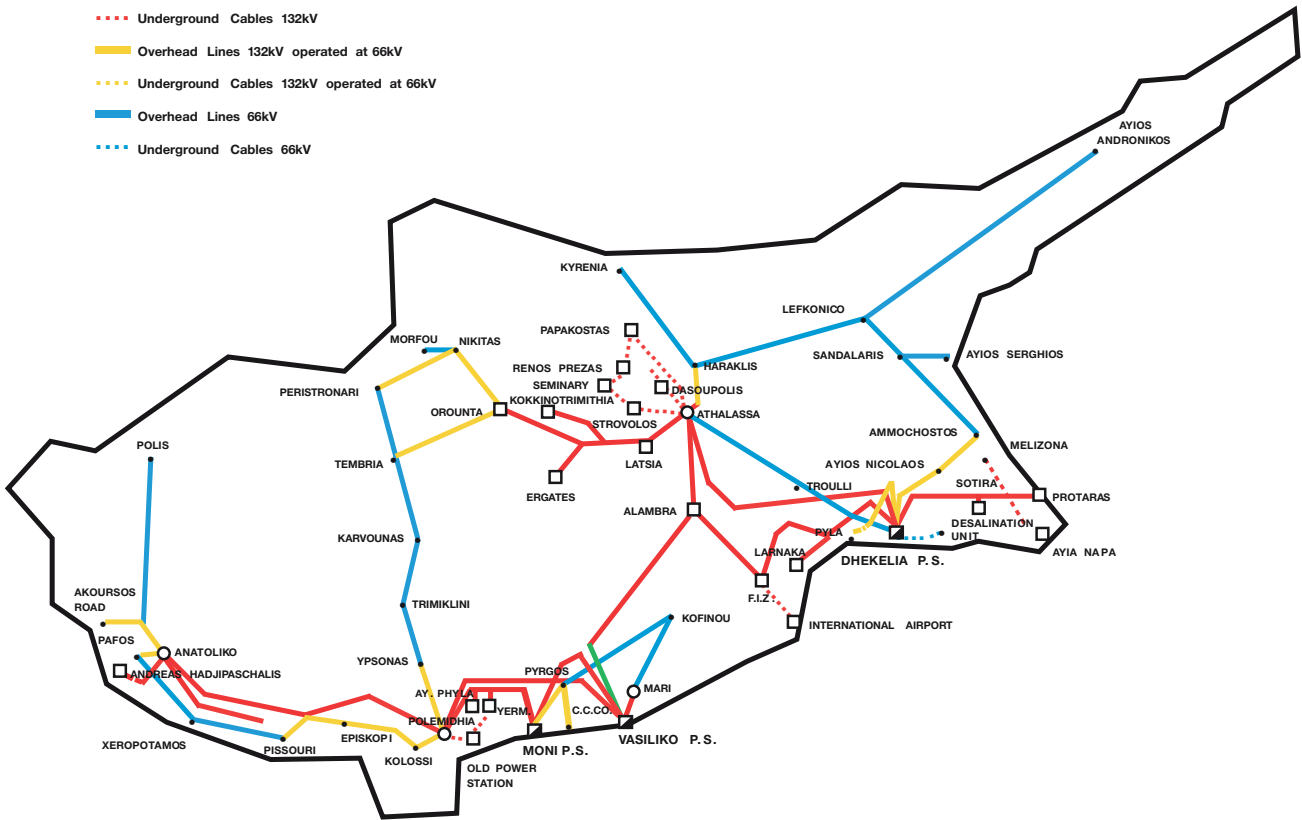 Underground Cables 132kV
Overhead Lines 132kV operated at 66kV
Underground Cables 132kV operated at 66kV
Overhead Lines 66kV
Underground Cables 66kV
AYIOS
ANDRONIKOS
KYRENIA
LEFKONICO
PAPAKOSTAS
MORFOU
NIKITAS
SANDALARIS
AYIOS SERGHIOS
RENOS PREZAS
HARAKLIS
SEMINARY
DASOUPOLIS
PERISTRONARI
KOKKINOTRIMITHIA
OROUNTA
ATHALASSA
STROVOLOS
AMMOCHOSTOS
POLIS
MELIZONA
TEMBRIA
LATSIA
AYIOS NICOLAOS
SOTIRA
TROULLI
ERGATES
PROTARAS
ALAMBRA
DESALINATION
UNIT
PYLA
KARVOUNAS
LARNAKA
AYIA NAPA
DHEKELIA P.S.
AKOURSOS
ROAD
F.I.Z.
TRIMIKLINI
KOFINOU
INTERNATIONAL AIRPORT
PAFOS
ANATOLIKO
YPSONAS
ANDREAS HADJIPASCHALIS
PYRGOS
MARI
AY. PHYLA
YERM.
C.C.CO.
POLEMIDHIA
XEROPOTAMOS
PISSOURI
EPISKOPI
KOLOSSI
MONI P.S.
VASILIKO P.S.
OLD POWER
STATION